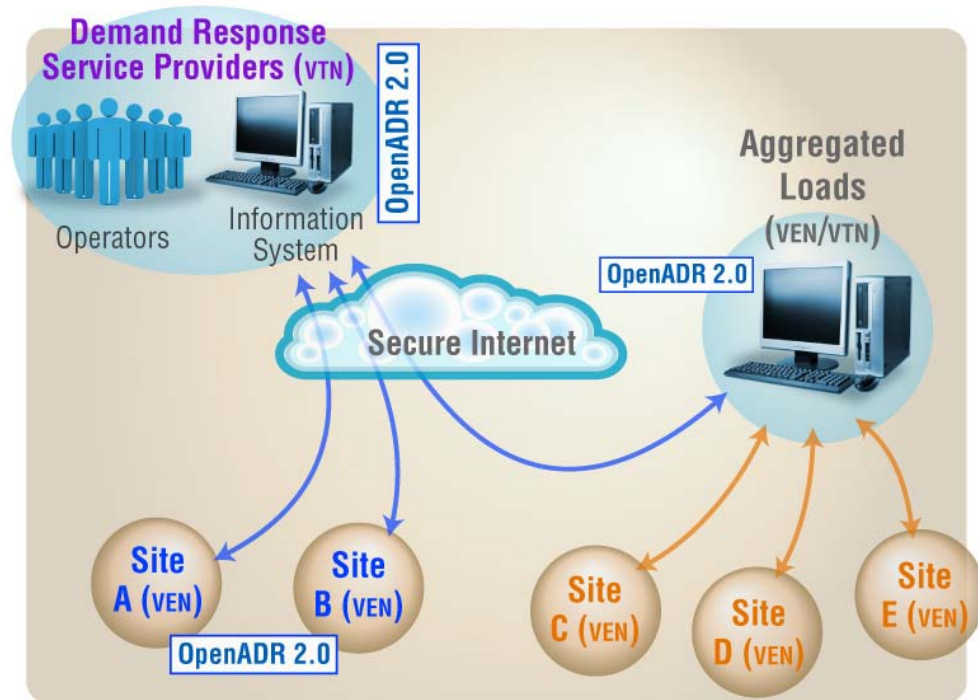 Demand Response
Service Providers (VTN)
OpenADR 2.0
Operators
Information
System
Aggregated
Loads
(VEN/VTN)
OpenADR 2.0
Secure Internet
Site
A (VEN)
Site
B (VEN)
OpenADR 2.0
Site
C (VEN)
Site
D (VEN)
Site
E (VEN)